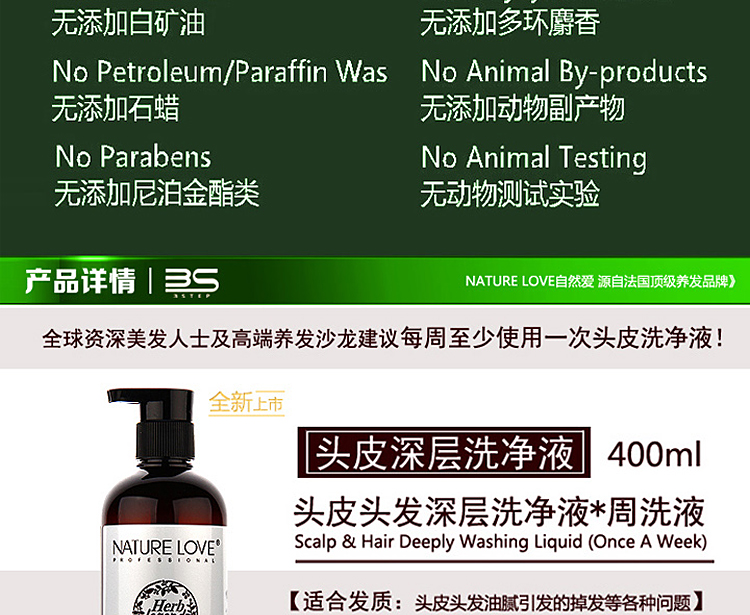 无添加白矿油
无添加多环麝香
No Petroleum/Paraffin Was
No Animal By-products
无添加石蜡
无添加动物副产物
No Parabens
No Animal Testing
无添加尼泊金酯类
无动物测试实验
产品详情 | 3S
3STEP
NATURE LOVE自然爱 源自法国顶级养发品牌》
全球资深美发人士及高端养发沙龙建议每周至少使用一次头皮洗净液！
全新上市
头皮深层洗净液 400ml
头皮头发深层洗净液*周洗液
Scalp & Hair Deeply Washing Liquid (Once A Week)
NATURE LOVE®
PROFESSIONAL
Herb
【适合发质：头皮头发油腻引发的掉发等各种问题】